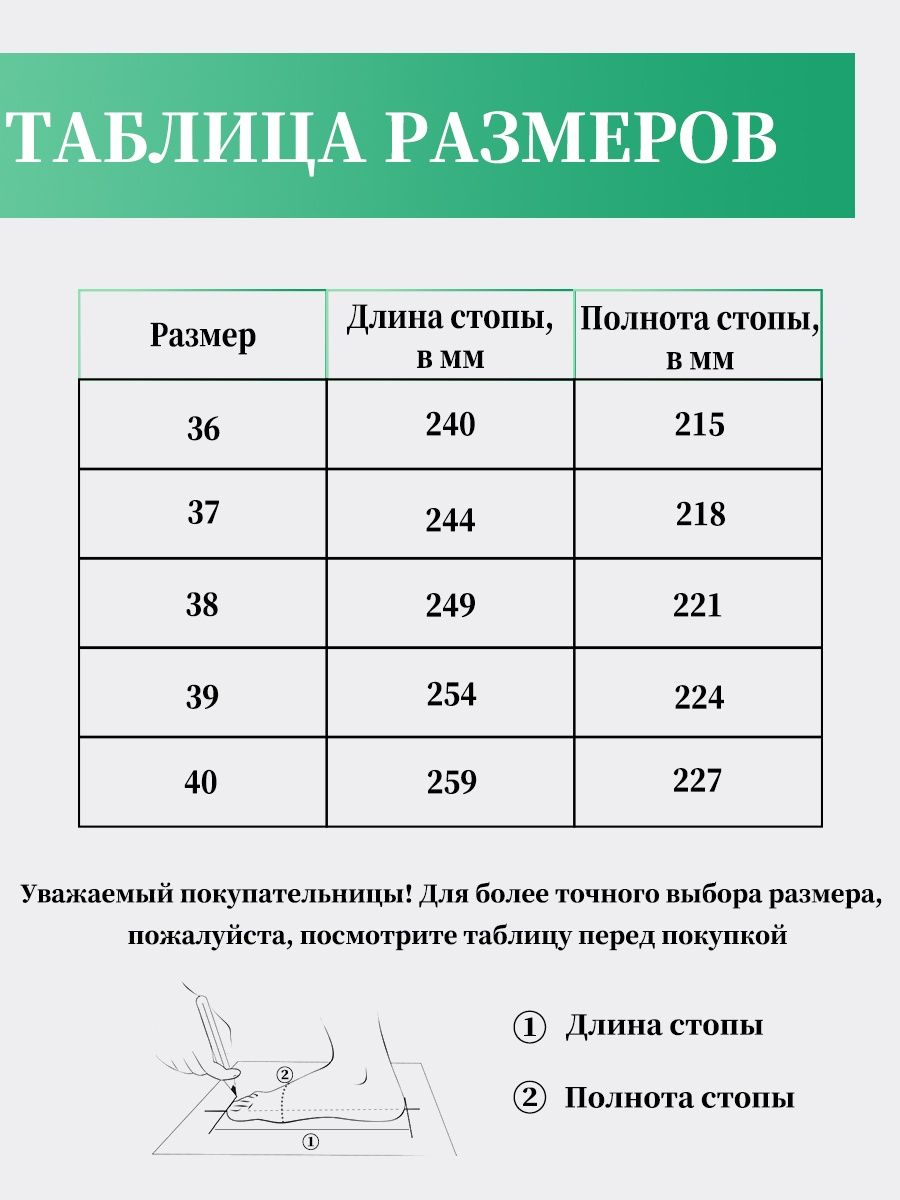 ТАБЛИЦА РАЗМЕРОВ
Размер Длина стопы, в мм Полнота стопы, в мм
36 240 215
37 244 218
38 249 221
39 254 224
40 259 227
Уважаемый покупательницы! Для более точного выбора размера,
пожалуйста, посмотрите таблицу перед покупкой
① Длина стопы
② Полнота стопы
②
①